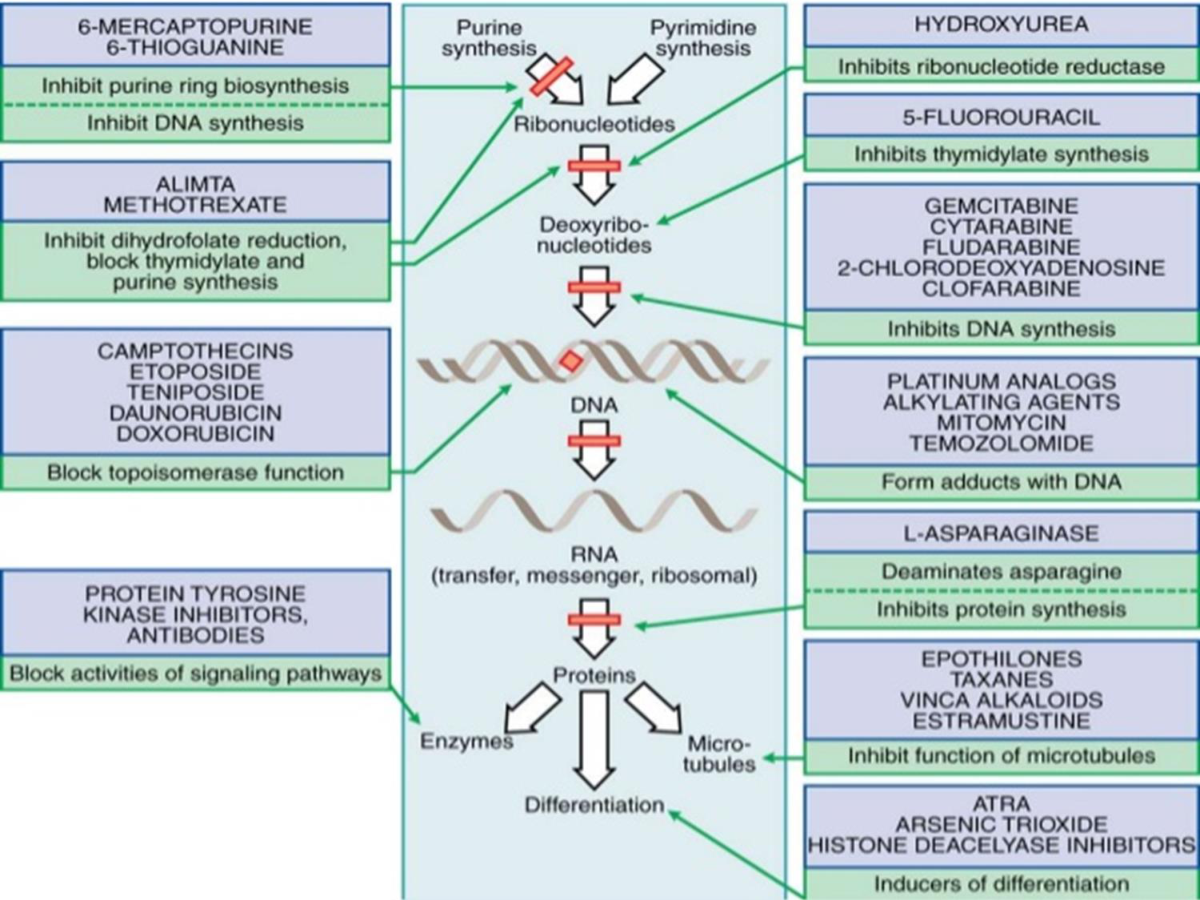 6-MERCAPTOPURINE
6-THIOGUANINE
Inhibit purine ring biosynthesis
Inhibit DNA synthesis
ALIMTA
METHOTREXATE
Inhibit dihydrofolate reduction,
block thymidylate and
purine synthesis
CAMPTOTHECINS
ETOPOSIDE
TENIPOSIDE
DAUNORUBICIN
DOXORUBICIN
Block topoisomerase function
PROTEIN TYROSINE
KINASE INHIBITORS,
ANTIBODIES
Block activities of signaling pathways
Purine
synthesis
Pyrimidine
synthesis
Ribonucleotides
Deoxyribo-
nucleotides
DNA
RNA
(transfer, messenger, ribosomal)
Proteins
Enzymes
Micro-
tubules
Differentiation
HYDROXYUREA
Inhibits ribonucleotide reductase
5-FLUOROURACIL
Inhibits thymidylate synthesis
GEMCITABINE
CYTARABINE
FLUDARABINE
2-CHLORODEOXYADENOSINE
CLOFARABINE
Inhibits DNA synthesis
PLATINUM ANALOGS
ALKYLATING AGENTS
MITOMYCIN
TEMOZOLOMIDE
Form adducts with DNA
L-ASPARAGINASE
Deaminates asparagine
Inhibits protein synthesis
EPOTHILONES
TAXANES
VINCA ALKALOIDS
ESTRAMUSTINE
Inhibit function of microtubules
ATRA
ARSENIC TRIOXIDE
HISTONE DEACELYASE INHIBITORS
Inducers of differentiation